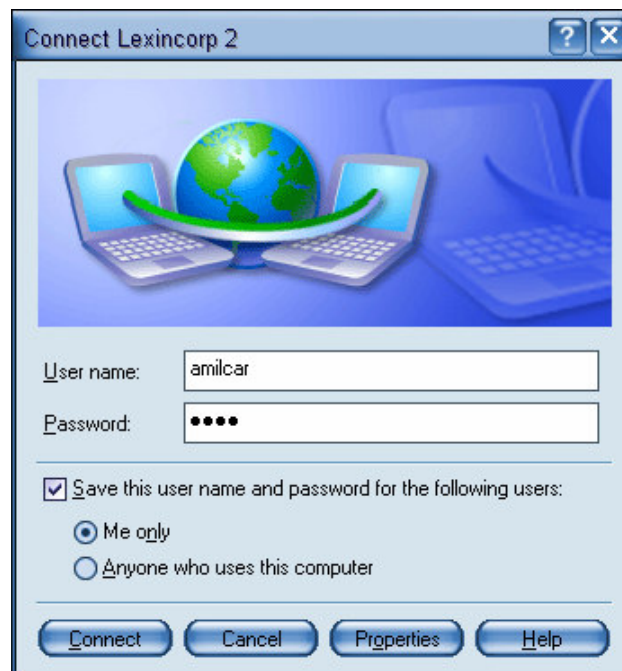 Connect Lexincorp 2
User name:
amilcar
Password:
••••
Save this user name and password for the following users:
Me only
Anyone who uses this computer
Connect Cancel Properties Help